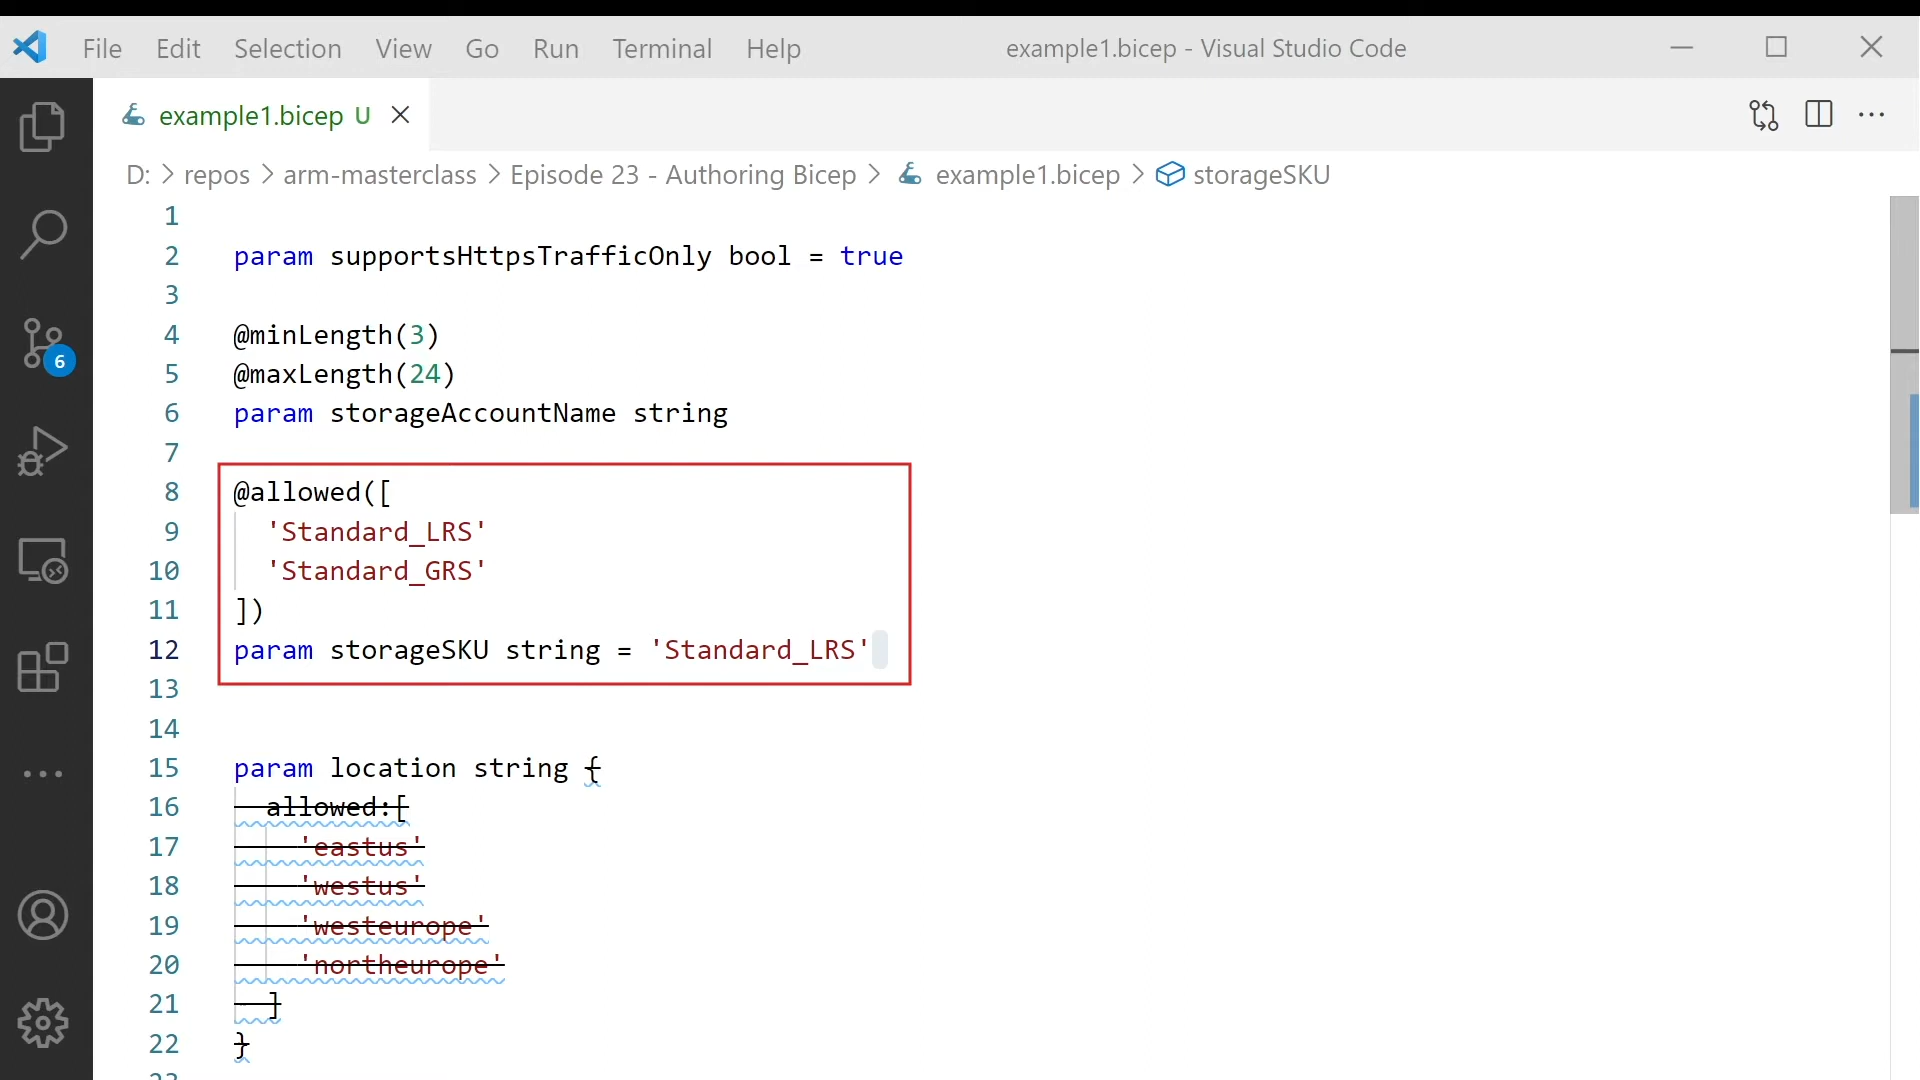 File Edit Selection View Go Run Terminal Help example1.bicep - Visual Studio Code
example1.bicep U
D: > repos > arm-masterclass > Episode 23 - Authoring Bicep > example1.bicep > storageSKU
1
2 param supportsHttpsTrafficOnly bool = true
3
4 @minLength(3)
5 @maxLength(24)
6 param storageAccountName string
7
8 @allowed([
9 'Standard_LRS'
10 'Standard_GRS'
11 ])
12 param storageSKU string = 'Standard_LRS'
13
14
15 param location string {
16 allowed:[
17 'eastus'
18 'westus'
19 'westeurope'
20 'northeurope'
21 ]
22 }
6